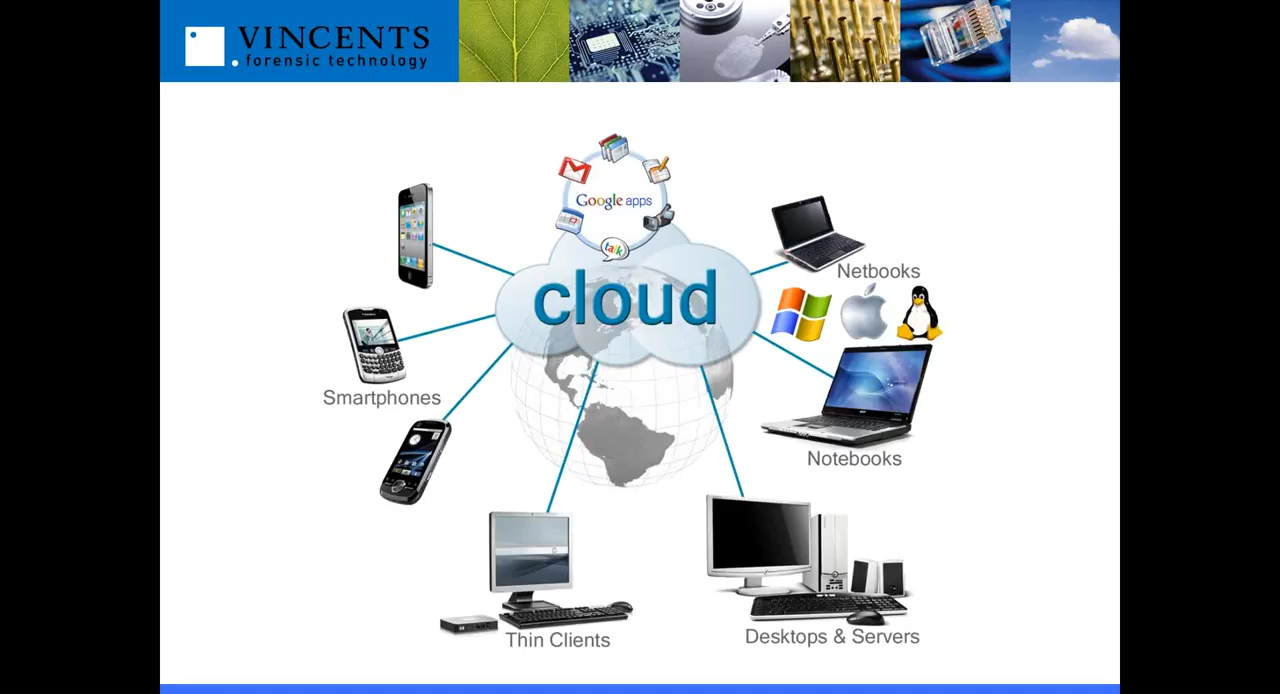 VINCENTS
forensic technology
Google apps
talk
cloud
Netbooks
Smartphones
Notebooks
Thin Clients
Desktops & Servers